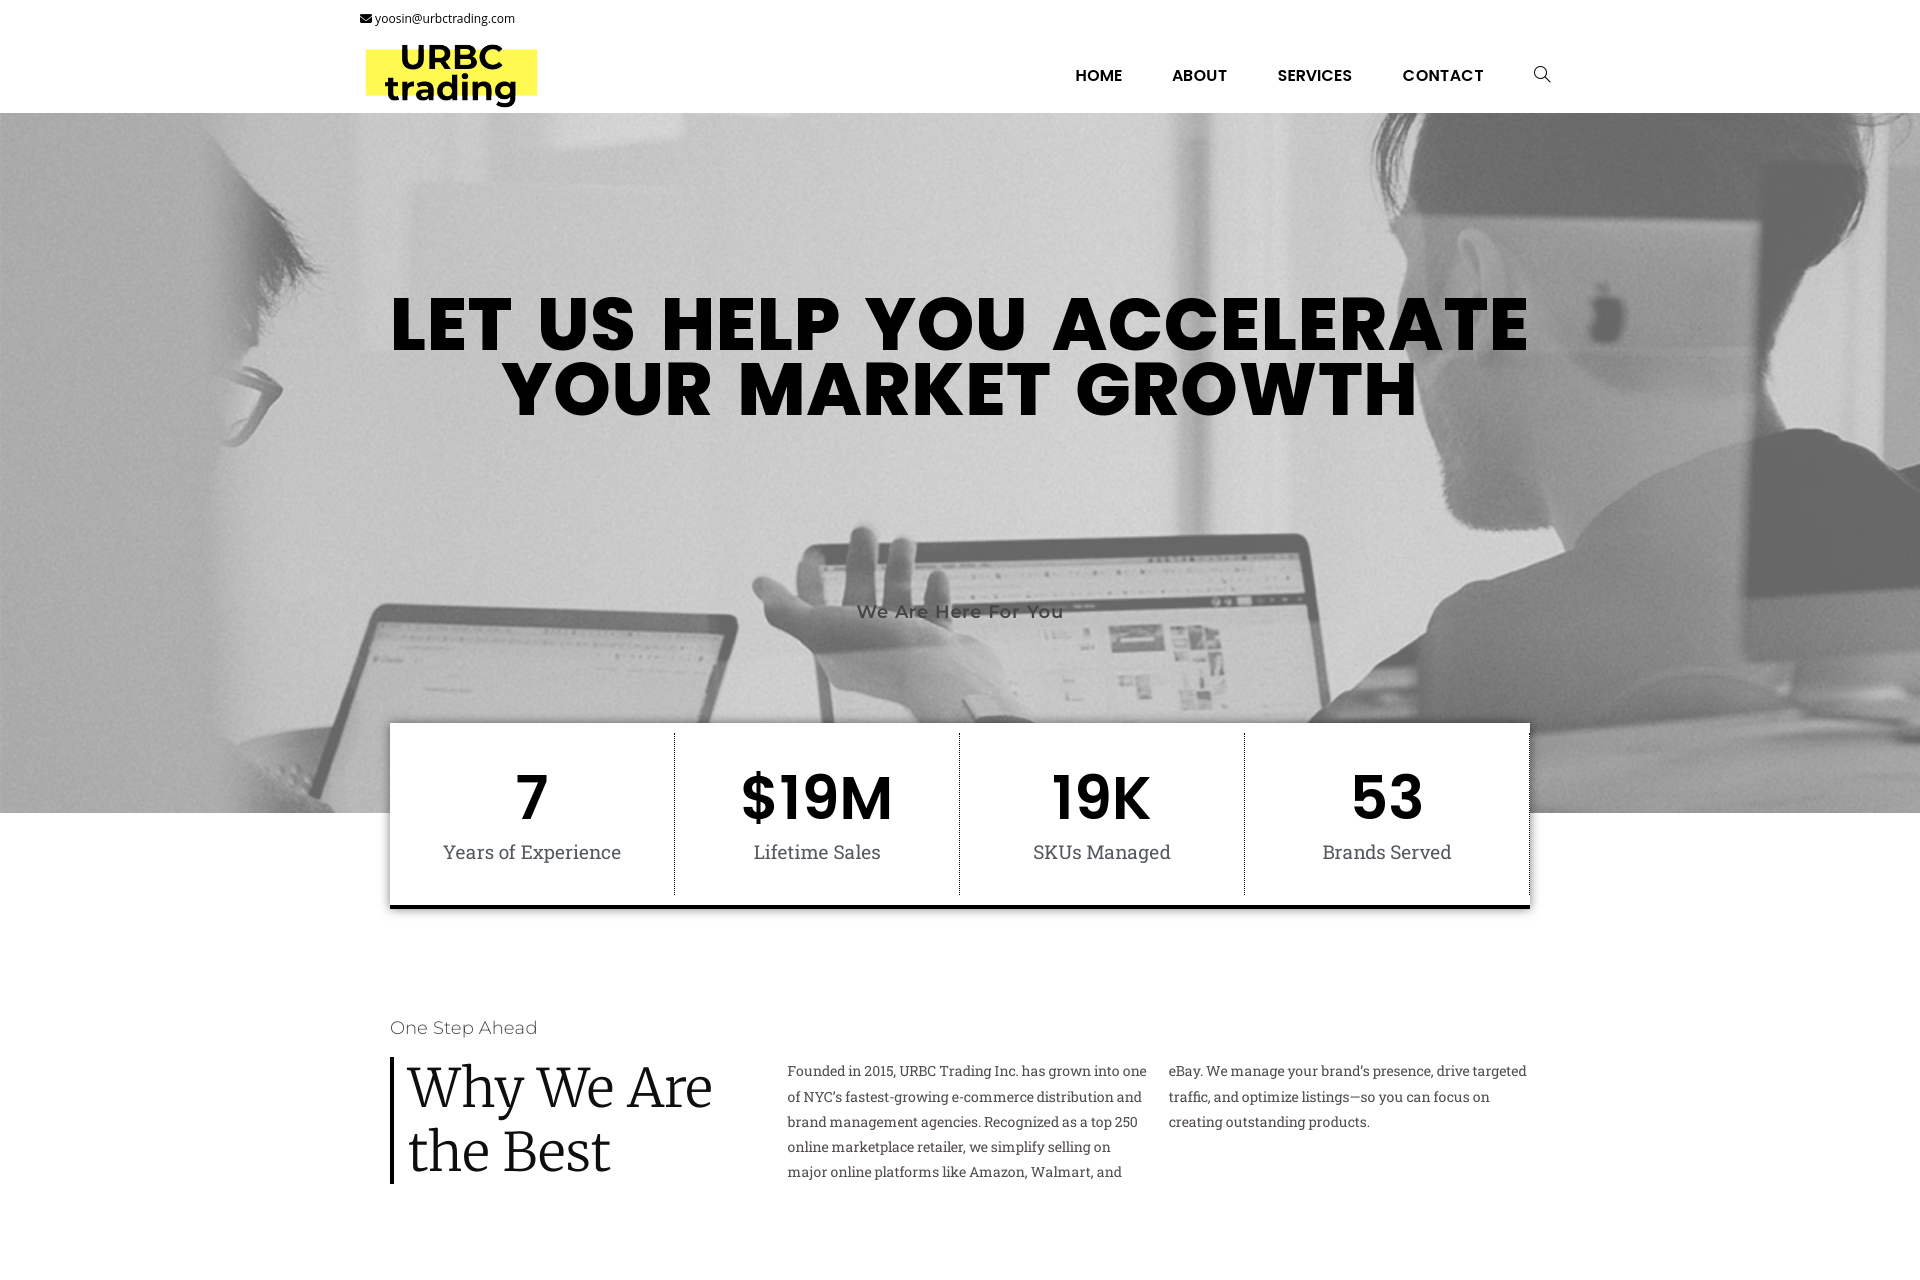 yoosin@urbctrading.com
URBC
trading
HOME ABOUT SERVICES CONTACT
LET US HELP YOU ACCELERATE
YOUR MARKET GROWTH
We Are Here For You
7
Years of Experience
$19M
Lifetime Sales
19K
SKUs Managed
53
Brands Served
One Step Ahead
Why We Are
the Best
Founded in 2015, URBC Trading Inc. has grown into one
of NYC’s fastest-growing e-commerce distribution and
brand management agencies. Recognized as a top 250
online marketplace retailer, we simplify selling on
major online platforms like Amazon, Walmart, and
eBay. We manage your brand’s presence, drive targeted
traffic, and optimize listings—so you can focus on
creating outstanding products.